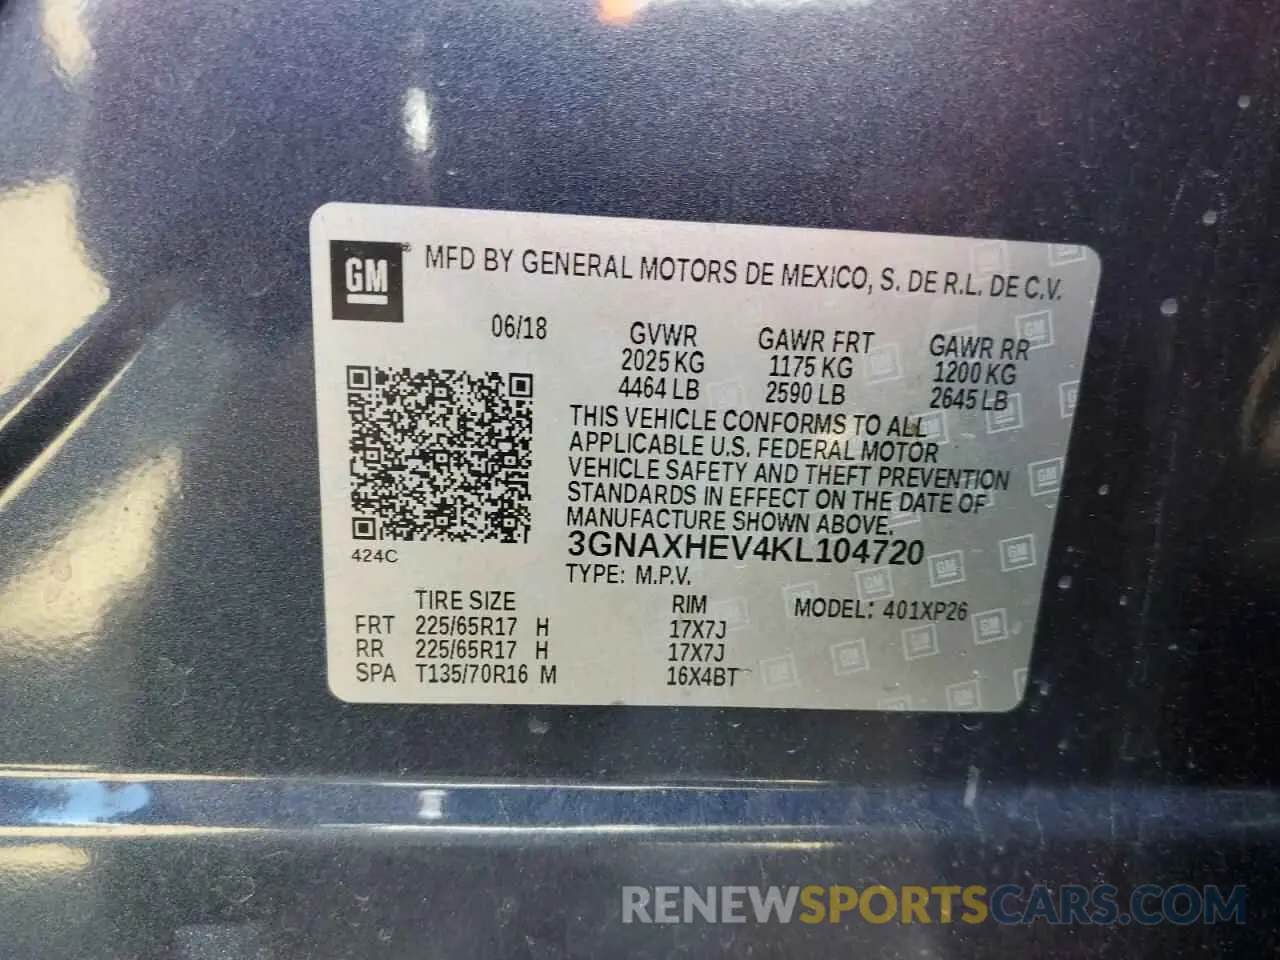 GM® MFD BY GENERAL MOTORS DE MEXICO, S. DE R.L. DE C.V.
06/18 GVWR GAWR FRT GAWR RR
2025 KG 1175 KG 1200 KG
4464 LB 2590 LB 2645 LB
THIS VEHICLE CONFORMS TO ALL
APPLICABLE U.S. FEDERAL MOTOR
VEHICLE SAFETY AND THEFT PREVENTION
STANDARDS IN EFFECT ON THE DATE OF
MANUFACTURE SHOWN ABOVE.
424C 3GNAXHEV4KL104720
TYPE: M.P.V.
TIRE SIZE RIM MODEL: 401XP26
FRT 225/65R17 H 17X7J
RR 225/65R17 H 17X7J
SPA T135/70R16 M 16X4BT
RENEWSPORTSCARS.COM